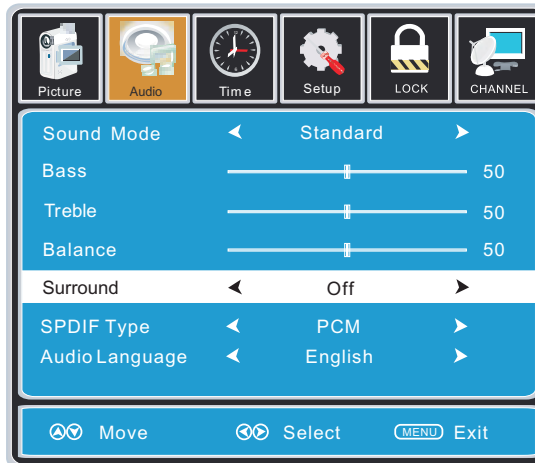 Picture Audio Time Setup LOCK CHANNEL
Sound Mode Standard
Bass 50
Treble 50
Balance 50
Surround Off
SPDIF Type PCM
Audio Language English
Move Select MENU Exit